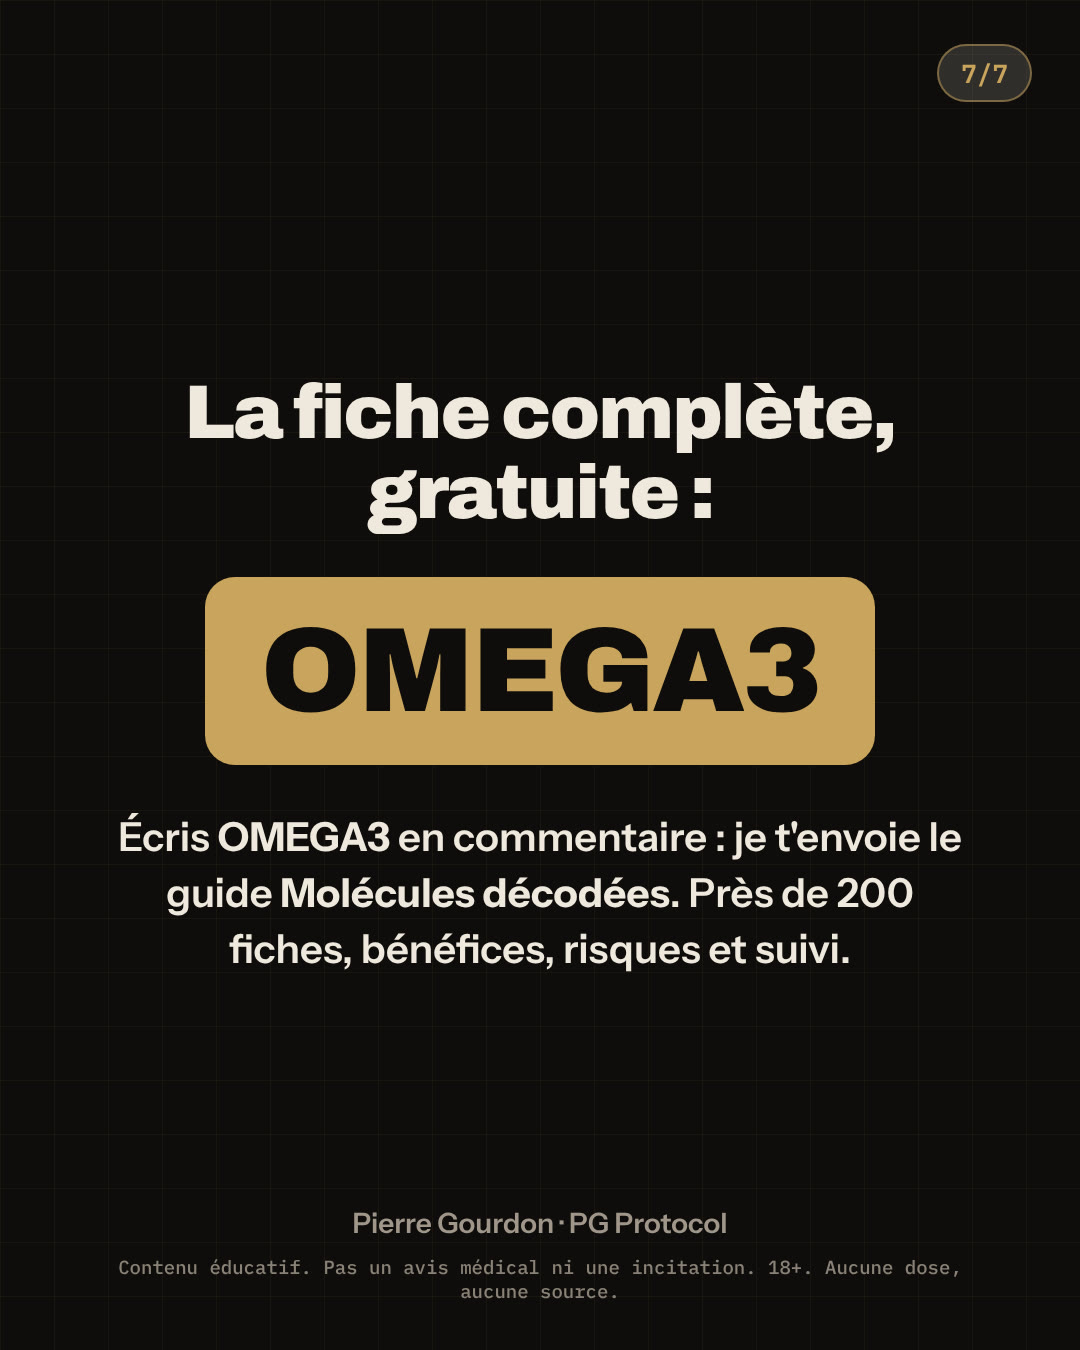 7/7
La fiche complète,
gratuite :
OMEGA3
Écris OMEGA3 en commentaire : je t'envoie le
guide Molécules décodées. Près de 200
fiches, bénéfices, risques et suivi.
Pierre Gourdon · PG Protocol
Contenu éducatif. Pas un avis médical ni une incitation. 18+. Aucune dose,
aucune source.